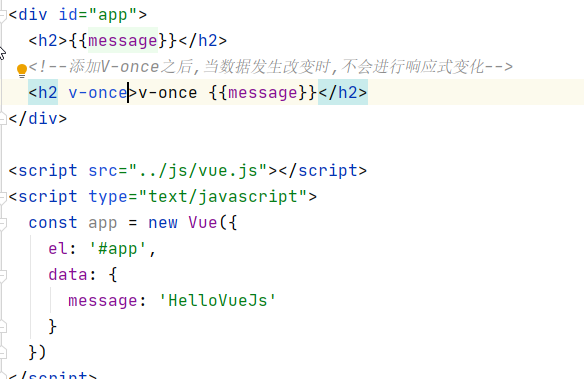 <div id="app">
<h2>{{message}}</h2>
<!--添加V-once之后,当数据发生改变时,不会进行响应式变化-->
<h2 v-once>v-once {{message}}</h2>
</div>
<script src="../js/vue.js"></script>
<script type="text/javascript">
const app = new Vue({
el: '#app',
data: {
message: 'HelloVueJs'
}
})
</script>